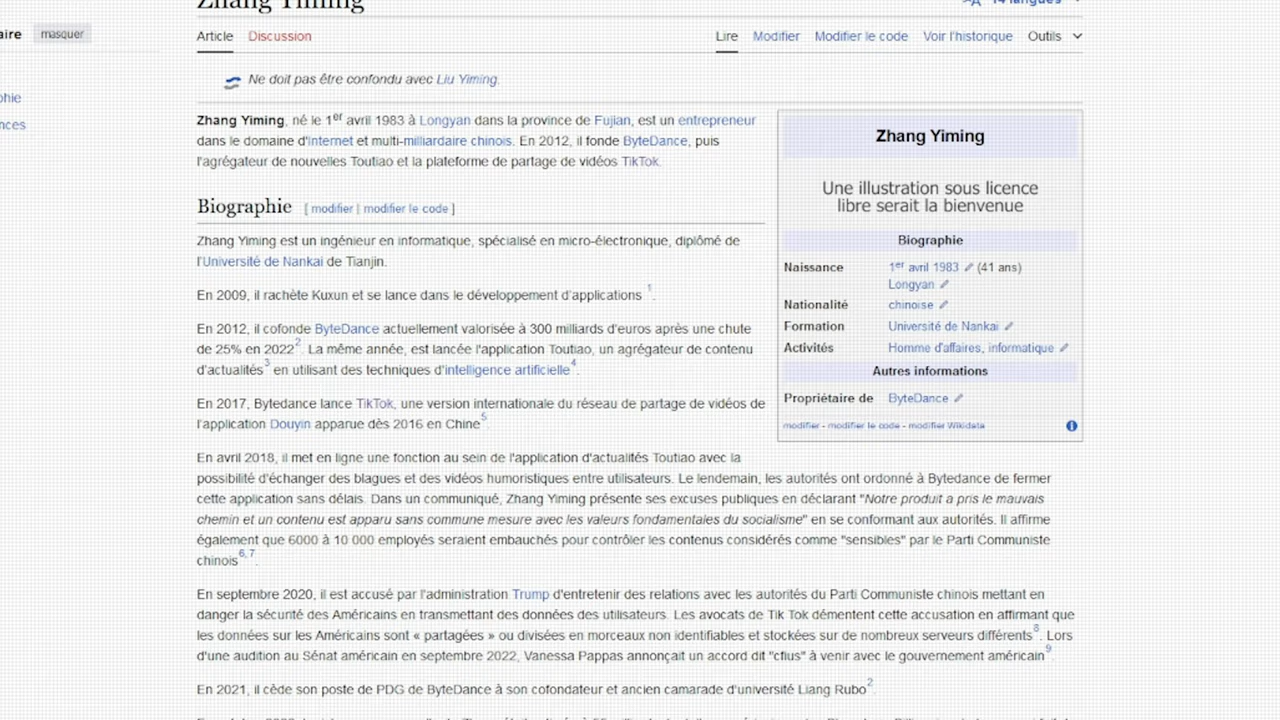 Zhang Yiming
14 langues
aire masquer
Article Discussion Lire Modifier Modifier le code Voir l'historique Outils
phie
nces
Ne doit pas être confondu avec Liu Yiming.
Zhang Yiming, né le 1er avril 1983 à Longyan dans la province de Fujian, est un entrepreneur
dans le domaine d'Internet et multi-milliardaire chinois. En 2012, il fonde ByteDance, puis
l'agrégateur de nouvelles Toutiao et la plateforme de partage de vidéos TikTok.
Zhang Yiming
Une illustration sous licence
libre serait la bienvenue
Biographie
Naissance 1er avril 1983 (41 ans)
Longyan
Nationalité chinoise
Formation Université de Nankai
Activités Homme d'affaires, informatique
Autres informations
Propriétaire de ByteDance
modifier - modifier le code - modifier Wikidata
Biographie [ modifier | modifier le code ]
Zhang Yiming est un ingénieur en informatique, spécialisé en micro-électronique, diplômé de
l'Université de Nankai de Tianjin.
En 2009, il rachète Kuxun et se lance dans le développement d'applications 1.
En 2012, il cofonde ByteDance actuellement valorisée à 300 milliards d'euros après une chute
de 25% en 20222. La même année, est lancée l'application Toutiao, un agrégateur de contenu
d'actualités3 en utilisant des techniques d'intelligence artificielle4.
En 2017, Bytedance lance TikTok, une version internationale du réseau de partage de vidéos de
l'application Douyin apparue dès 2016 en Chine5.
En avril 2018, il met en ligne une fonction au sein de l'application d'actualités Toutiao avec la
possibilité d'échanger des blagues et des vidéos humoristiques entre utilisateurs. Le lendemain, les autorités ont ordonné à Bytedance de fermer
cette application sans délais. Dans un communiqué, Zhang Yiming présente ses excuses publiques en déclarant "Notre produit a pris le mauvais
chemin et un contenu est apparu sans commune mesure avec les valeurs fondamentales du socialisme" en se conformant aux autorités. Il affirme
également que 6000 à 10 000 employés seraient embauchés pour contrôler les contenus considérés comme "sensibles" par le Parti Communiste
chinois6, 7.
En septembre 2020, il est accusé par l'administration Trump d'entretenir des relations avec les autorités du Parti Communiste chinois mettant en
danger la sécurité des Américains en transmettant des données des utilisateurs. Les avocats de Tik Tok démentent cette accusation en affirmant que
les données sur les Américains sont « partagées » ou divisées en morceaux non identifiables et stockées sur de nombreux serveurs différents8. Lors
d'une audition au Sénat américain en septembre 2022, Vanessa Pappas annonçait un accord dit "cfius" à venir avec le gouvernement américain9.
En 2021, il cède son poste de PDG de ByteDance à son cofondateur et ancien camarade d'université Liang Rubo2.